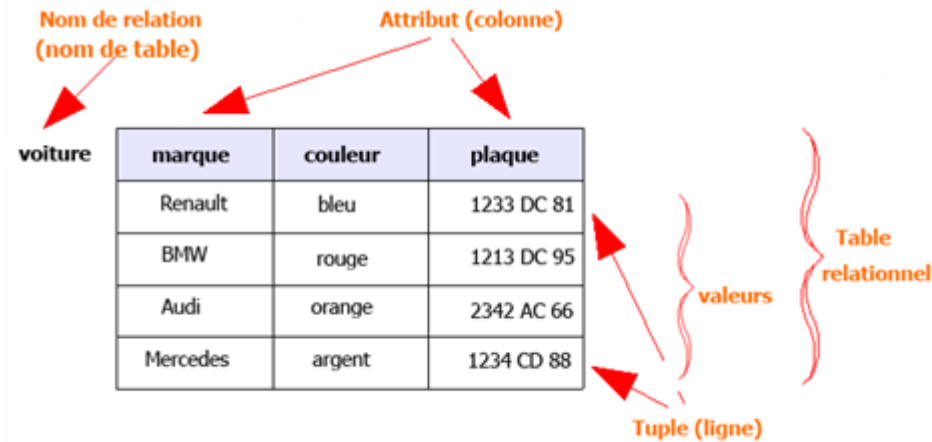 Nom de relation
(nom de table)
Attribut (colonne)
voiture
marque couleur plaque
Renault bleu 1233 DC 81
BMW rouge 1213 DC 95
Audi orange 2342 AC 66
Mercedes argent 1234 CD 88
valeurs
Table
relationnel
Tuple (ligne)